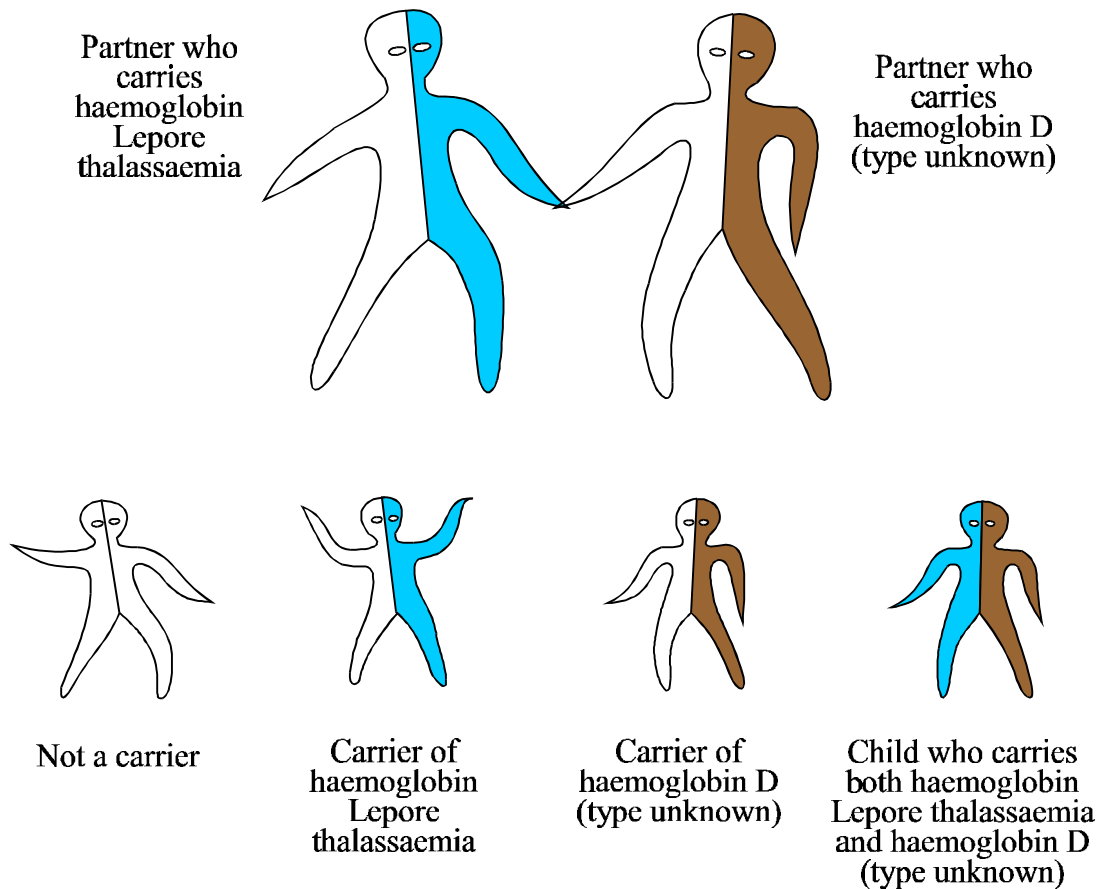 Partner who
carries
haemoglobin
Lepore
thalassaemia
Partner who
carries
haemoglobin D
(type unknown)
Not a carrier
Carrier of
haemoglobin
Lepore
thalassaemia
Carrier of
haemoglobin D
(type unknown)
Child who carries
both haemoglobin
Lepore thalassaemia
and haemoglobin D
(type unknown)